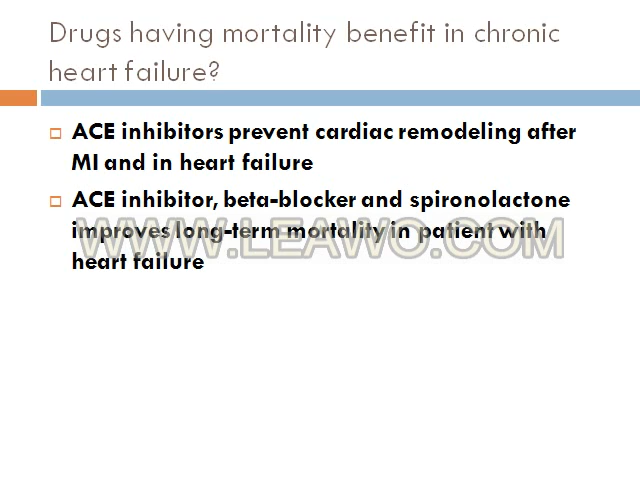 Drugs having mortality benefit in chronic
heart failure?
ACE inhibitors prevent cardiac remodeling after
MI and in heart failure
ACE inhibitor, beta-blocker and spironolactone
improves long-term mortality in patient with
WWW.LEAWO.COM
heart failure